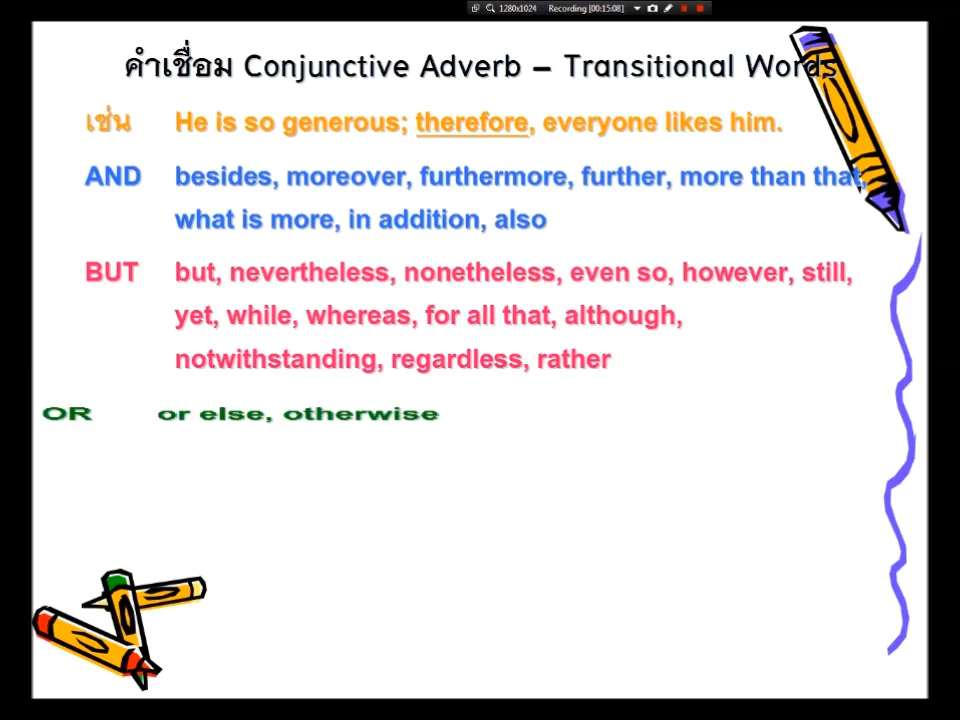 1280x1024 Recording [00:15:08]
คำเชื่อม Conjunctive Adverb – Transitional Words
เช่น He is so generous; therefore, everyone likes him.
AND besides, moreover, furthermore, further, more than that,
what is more, in addition, also
BUT but, nevertheless, nonetheless, even so, however, still,
yet, while, whereas, for all that, although,
notwithstanding, regardless, rather
OR or else, otherwise